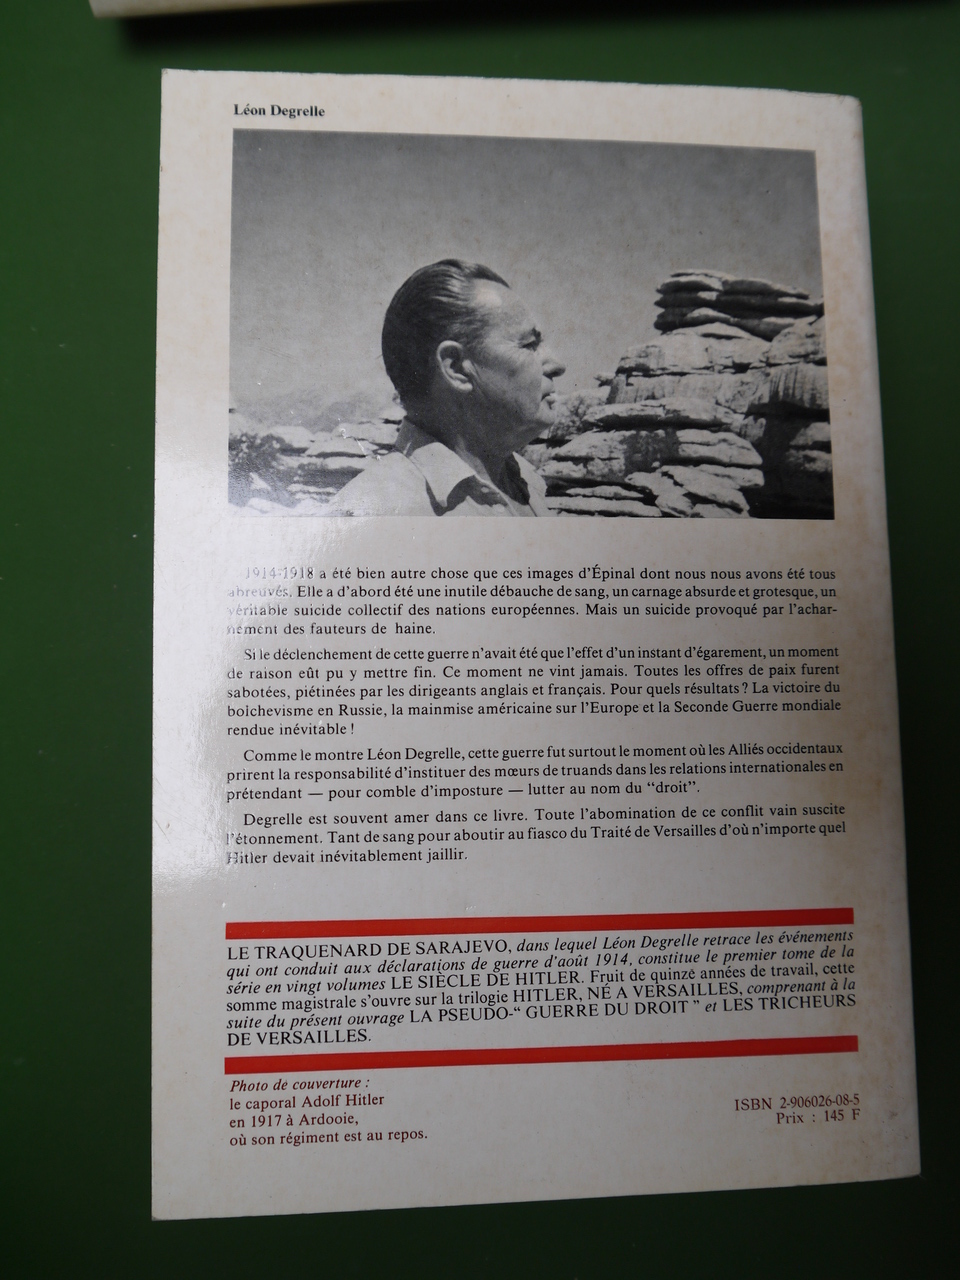 Léon Degrelle
1914-1918 a été bien autre chose que ces images d'Épinal dont nous nous avons été tous
abreuvés. Elle a d'abord été une inutile débauche de sang, un carnage absurde et grotesque, un
véritable suicide collectif des nations européennes. Mais un suicide provoqué par l'achar-
nement des fauteurs de haine.
Si le déclenchement de cette guerre n'avait été que l'effet d'un instant d'égarement, un moment
de raison eût pu y mettre fin. Ce moment ne vint jamais. Toutes les offres de paix furent
sabotées, piétinées par les dirigeants anglais et français. Pour quels résultats ? La victoire du
bolchevisme en Russie, la mainmise américaine sur l'Europe et la Seconde Guerre mondiale
rendue inévitable !
Comme le montre Léon Degrelle, cette guerre fut surtout le moment où les Alliés occidentaux
prirent la responsabilité d'instituer des mœurs de truands dans les relations internationales en
prétendant — pour comble d'imposture — lutter au nom du "droit".
Degrelle est souvent amer dans ce livre. Toute l'abomination de ce conflit vain suscite
l'étonnement. Tant de sang pour aboutir au fiasco du Traité de Versailles d'où n'importe quel
Hitler devait inévitablement jaillir.
LE TRAQUENARD DE SARAJEVO, dans lequel Léon Degrelle retrace les événements
qui ont conduit aux déclarations de guerre d'août 1914, constitue le premier tome de la
série en vingt volumes LE SIÈCLE DE HITLER. Fruit de quinze années de travail, cette
somme magistrale s'ouvre sur la trilogie HITLER, NÉ A VERSAILLES, comprenant à la
suite du présent ouvrage LA PSEUDO-" GUERRE DU DROIT " et LES TRICHEURS
DE VERSAILLES.
Photo de couverture :
le caporal Adolf Hitler
en 1917 à Ardooie,
où son régiment est au repos.
ISBN 2-906026-08-5
Prix : 145 F